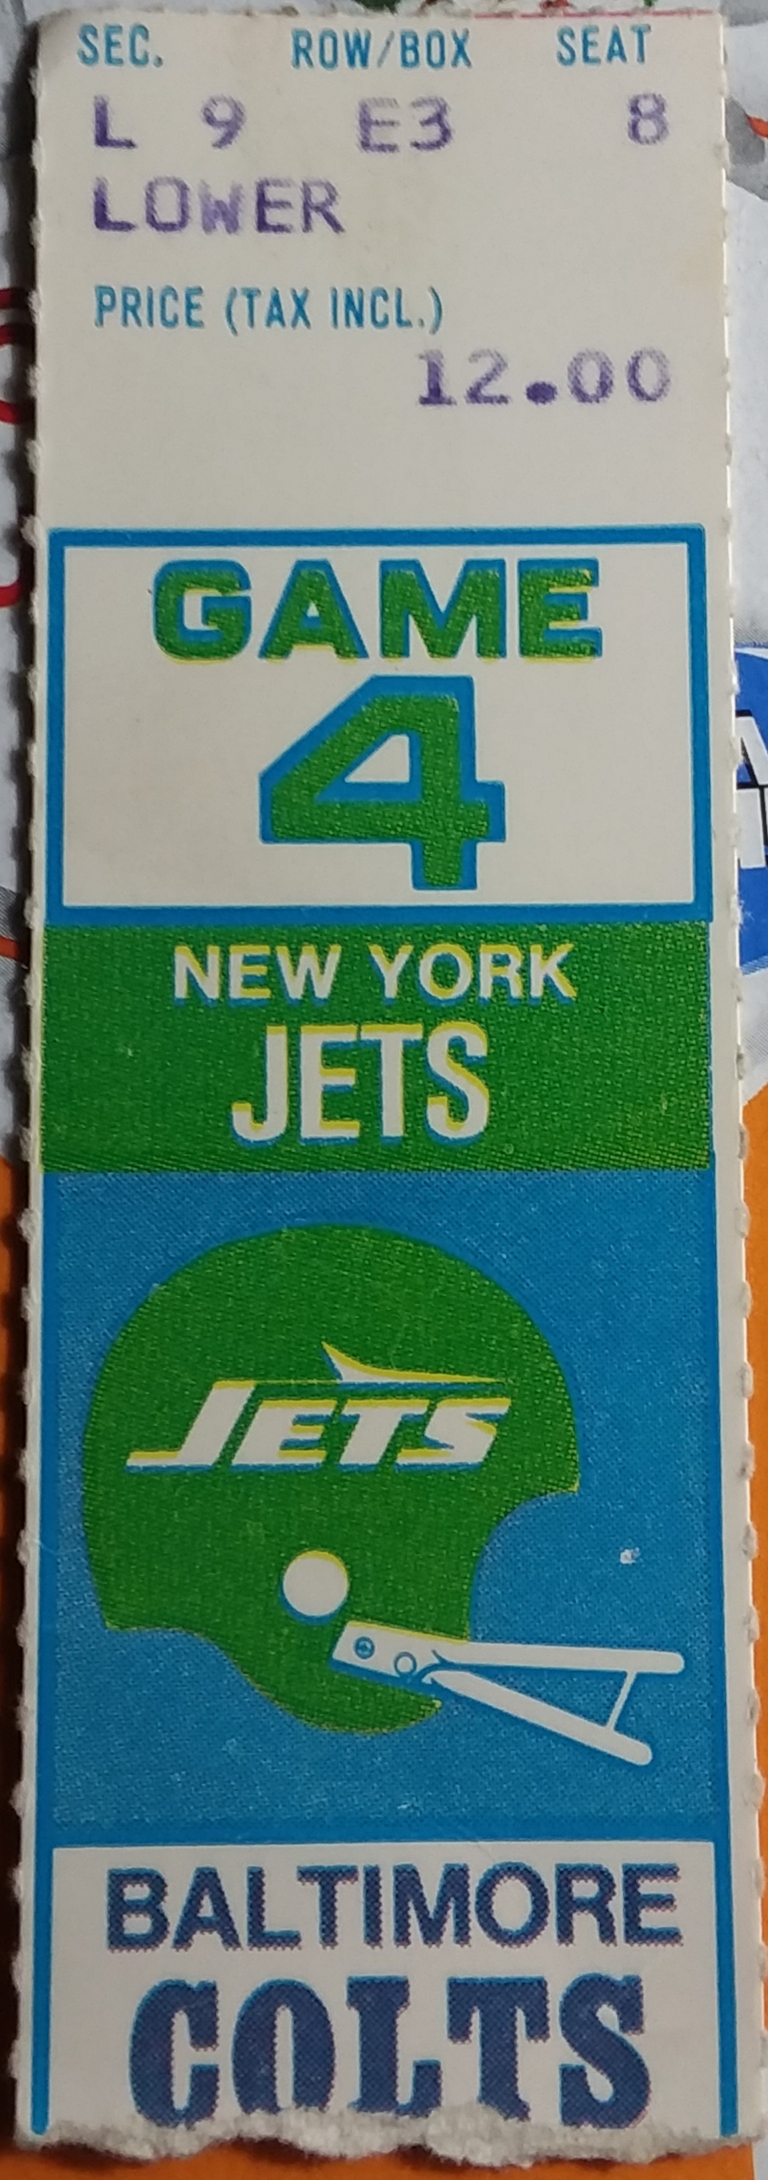 SEC. ROW/BOX SEAT
L 9 E3 8
LOWER
PRICE (TAX INCL.)
12.00
GAME
4
NEW YORK
JETS
JETS
BALTIMORE
COLTS